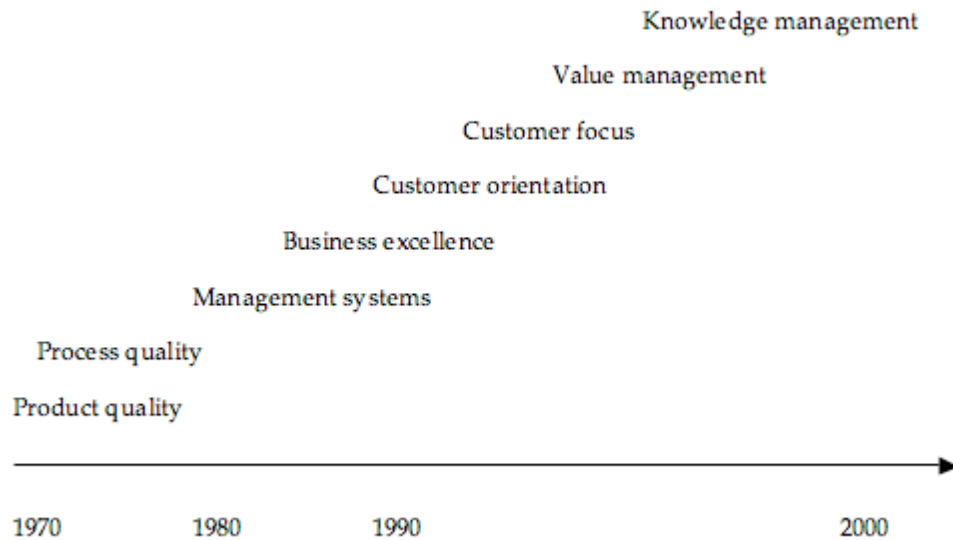 Knowledge management
Value management
Customer focus
Customer orientation
Business excellence
Management systems
Process quality
Product quality
1970 1980 1990 2000